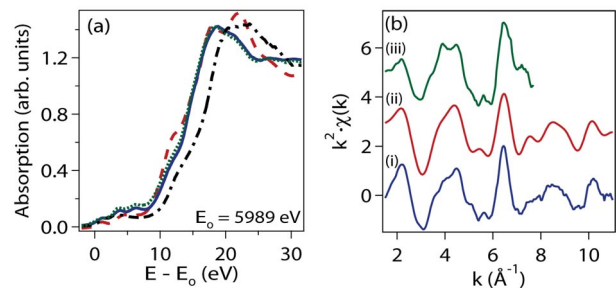 (a)
Absorption (arb. units)
1.2
0.8
0.4
0.0
E₀ = 5989 eV
0
10
20
30
E - E₀ (eV)
(b)
k²·χ(k)
6
4
2
0
(iii)
(ii)
(i)
2
4
6
8
10
k (Å⁻¹)